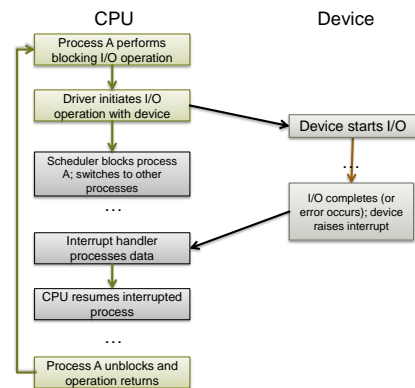 CPU
Device
Process A performs
blocking I/O operation
Driver initiates I/O
operation with device
Device starts I/O
Scheduler blocks process
A; switches to other
processes
...
...
I/O completes (or
error occurs); device
raises interrupt
Interrupt handler
processes data
CPU resumes interrupted
process
...
Process A unblocks and
operation returns